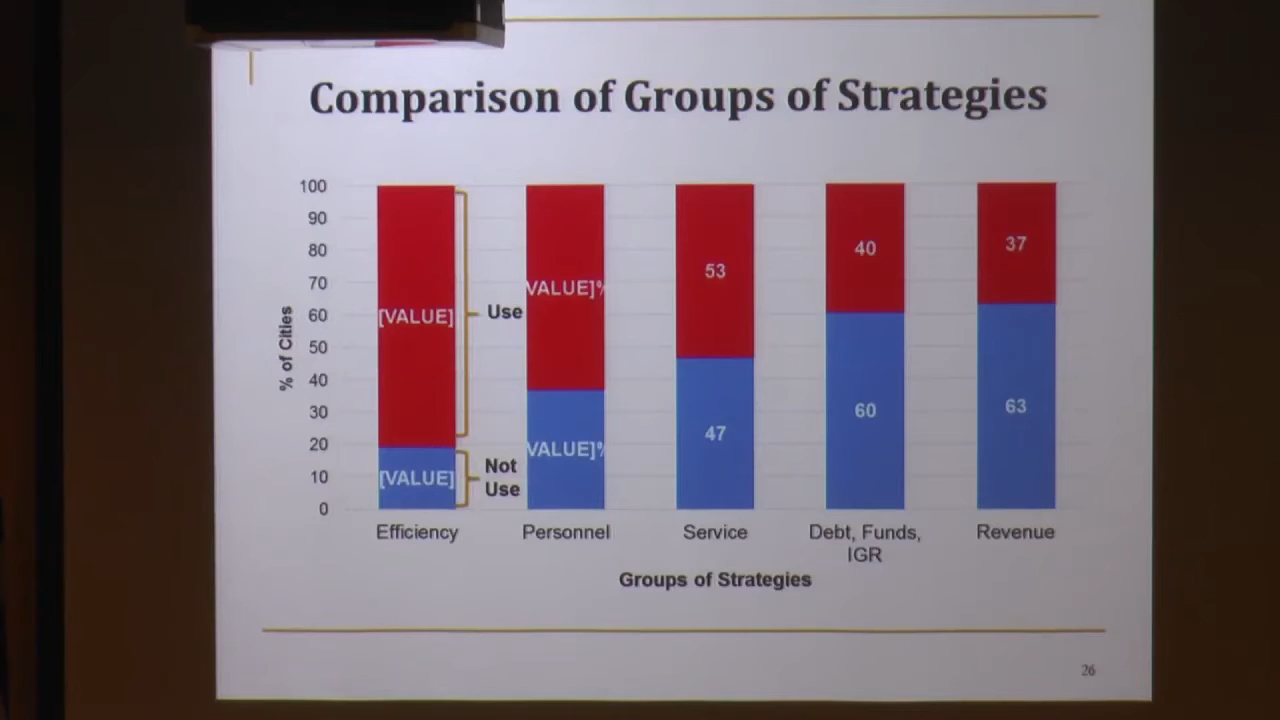 Comparison of Groups of Strategies
100
90
80
70
60
50
40
30
20
10
0
% of Cities
[VALUE]
[VALUE]
Use
Not
Use
VALUE]%
VALUE]%
53
47
40
60
37
63
Efficiency
Personnel
Service
Debt, Funds,
IGR
Revenue
Groups of Strategies
26